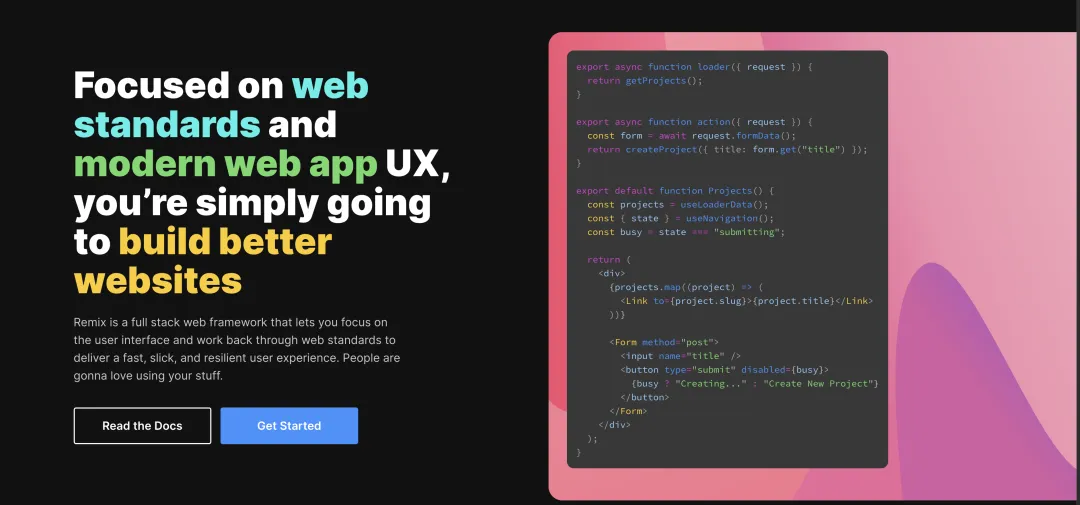 Focused on web
standards and
modern web app UX,
you’re simply going
to build better
websites
Remix is a full stack web framework that lets you focus on
the user interface and work back through web standards to
deliver a fast, slick, and resilient user experience. People are
gonna love using your stuff.
Read the Docs
Get Started
export async function loader({ request }) {
  return getProjects();
}

export async function action({ request }) {
  const form = await request.formData();
  return createProject({ title: form.get("title") });
}

export default function Projects() {
  const projects = useLoaderData();
  const { state } = useNavigation();
  const busy = state === "submitting";

  return (
    <div>
      {projects.map((project) => (
        <Link to={project.slug}>{project.title}</Link>
      ))}

      <Form method="post">
        <input name="title" />
        <button type="submit" disabled={busy}>
          {busy ? "Creating..." : "Create New Project"}
        </button>
      </Form>
    </div>
  );
}